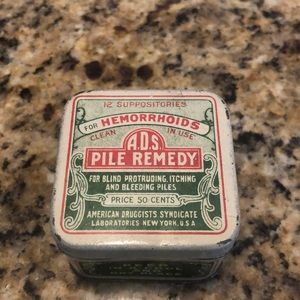 12 SUPPOSITORIES
FOR HEMORRHOIDS
CLEAN IN USE
A.D.S.
PILE REMEDY
FOR BLIND PROTRUDING, ITCHING
AND BLEEDING PILES
PRICE 50 CENTS
AMERICAN DRUGGISTS SYNDICATE
LABORATORIES NEW YORK, U.S.A